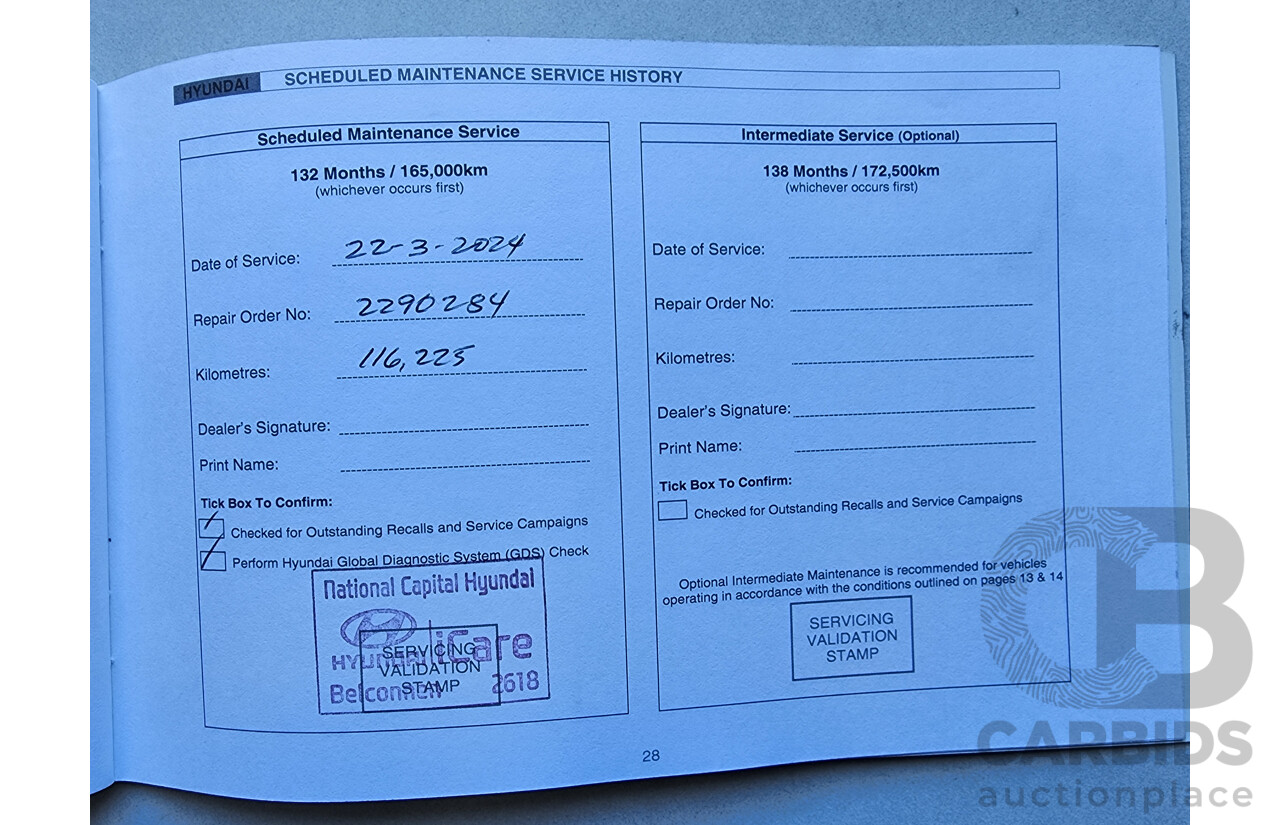 HYUNDAI SCHEDULED MAINTENANCE SERVICE HISTORY
Scheduled Maintenance Service
132 Months / 165,000km
(whichever occurs first)
Date of Service: 22-3-2024
Repair Order No: 2290284
Kilometres: 116,225
Dealer's Signature:
Print Name:
Tick Box To Confirm:
Checked for Outstanding Recalls and Service Campaigns
Perform Hyundai Global Diagnostic System (GDS) Check
National Capital Hyundai
HYUNDAI iCare
Belconnen 2618
SERVICING
VALIDATION
STAMP
Intermediate Service (Optional)
138 Months / 172,500km
(whichever occurs first)
Date of Service:
Repair Order No:
Kilometres:
Dealer's Signature:
Print Name:
Tick Box To Confirm:
Checked for Outstanding Recalls and Service Campaigns
Optional Intermediate Maintenance is recommended for vehicles
operating in accordance with the conditions outlined on pages 13 & 14
SERVICING
VALIDATION
STAMP
28
CB
CARBIDS
auctionplace